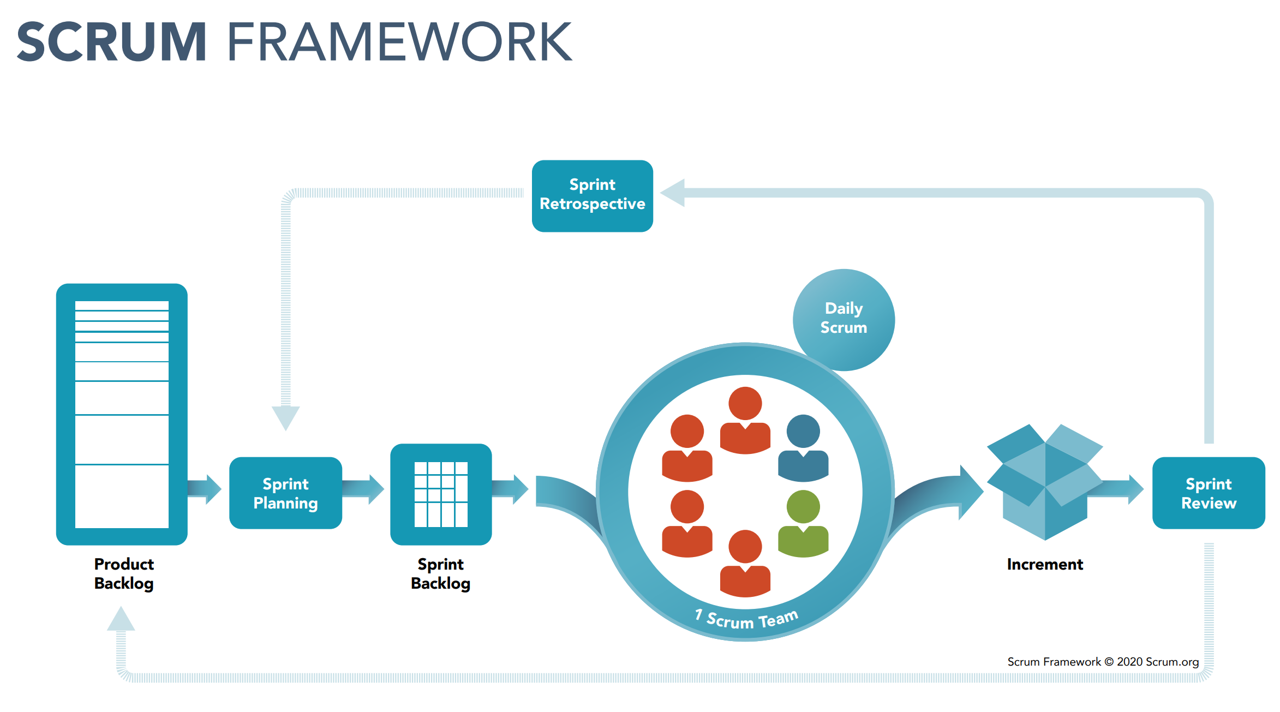 SCRUM FRAMEWORK
Sprint
Retrospective
Daily
Scrum
Sprint
Planning
Sprint
Review
Product
Backlog
Sprint
Backlog
1 Scrum Team
Increment
Scrum Framework © 2020 Scrum.org